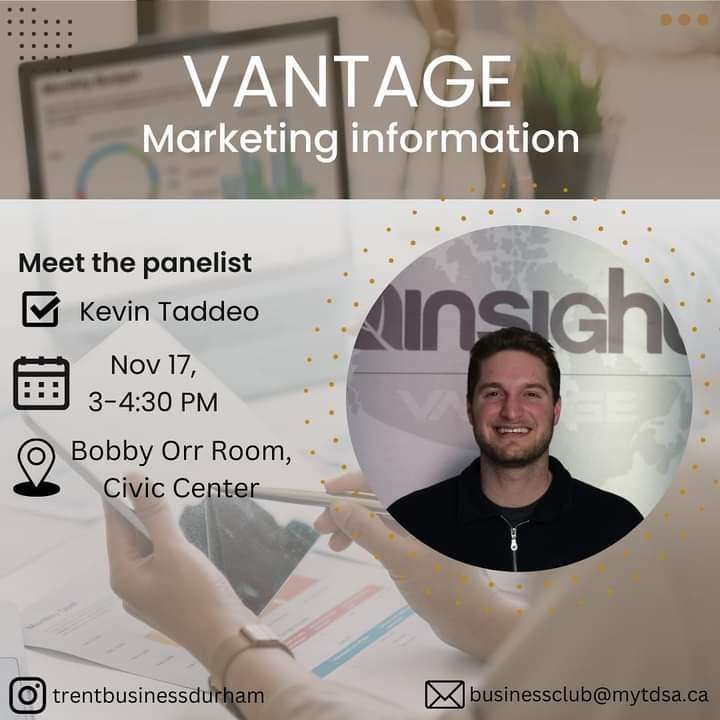 VANTAGE
Marketing information
Meet the panelist
Kevin Taddeo
Nov 17,
3-4:30 PM
Bobby Orr Room,
Civic Center
trentbusinessdurham
businessclub@mytdsa.ca